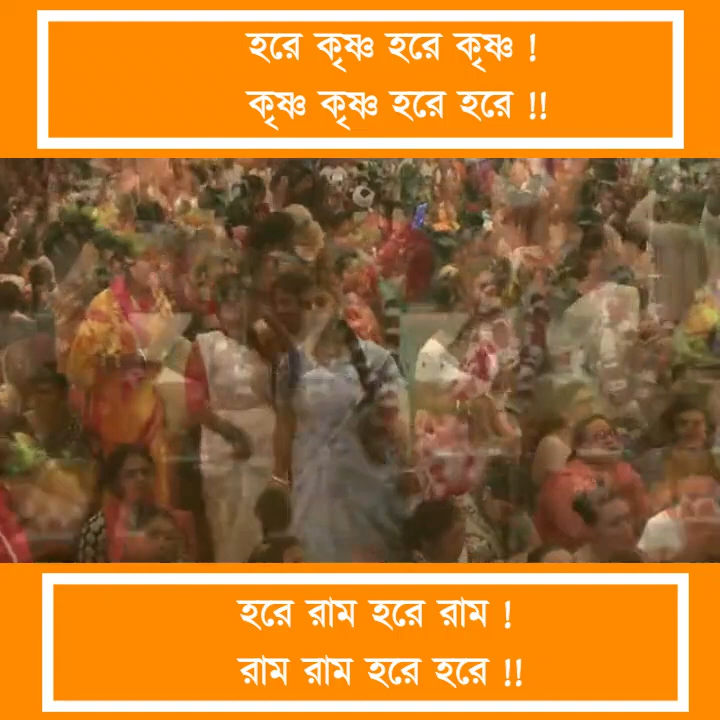 হরে কৃষ্ণ হরে কৃষ্ণ !
কৃষ্ণ কৃষ্ণ হরে হরে !!
হরে রাম হরে রাম !
রাম রাম হরে হরে !!